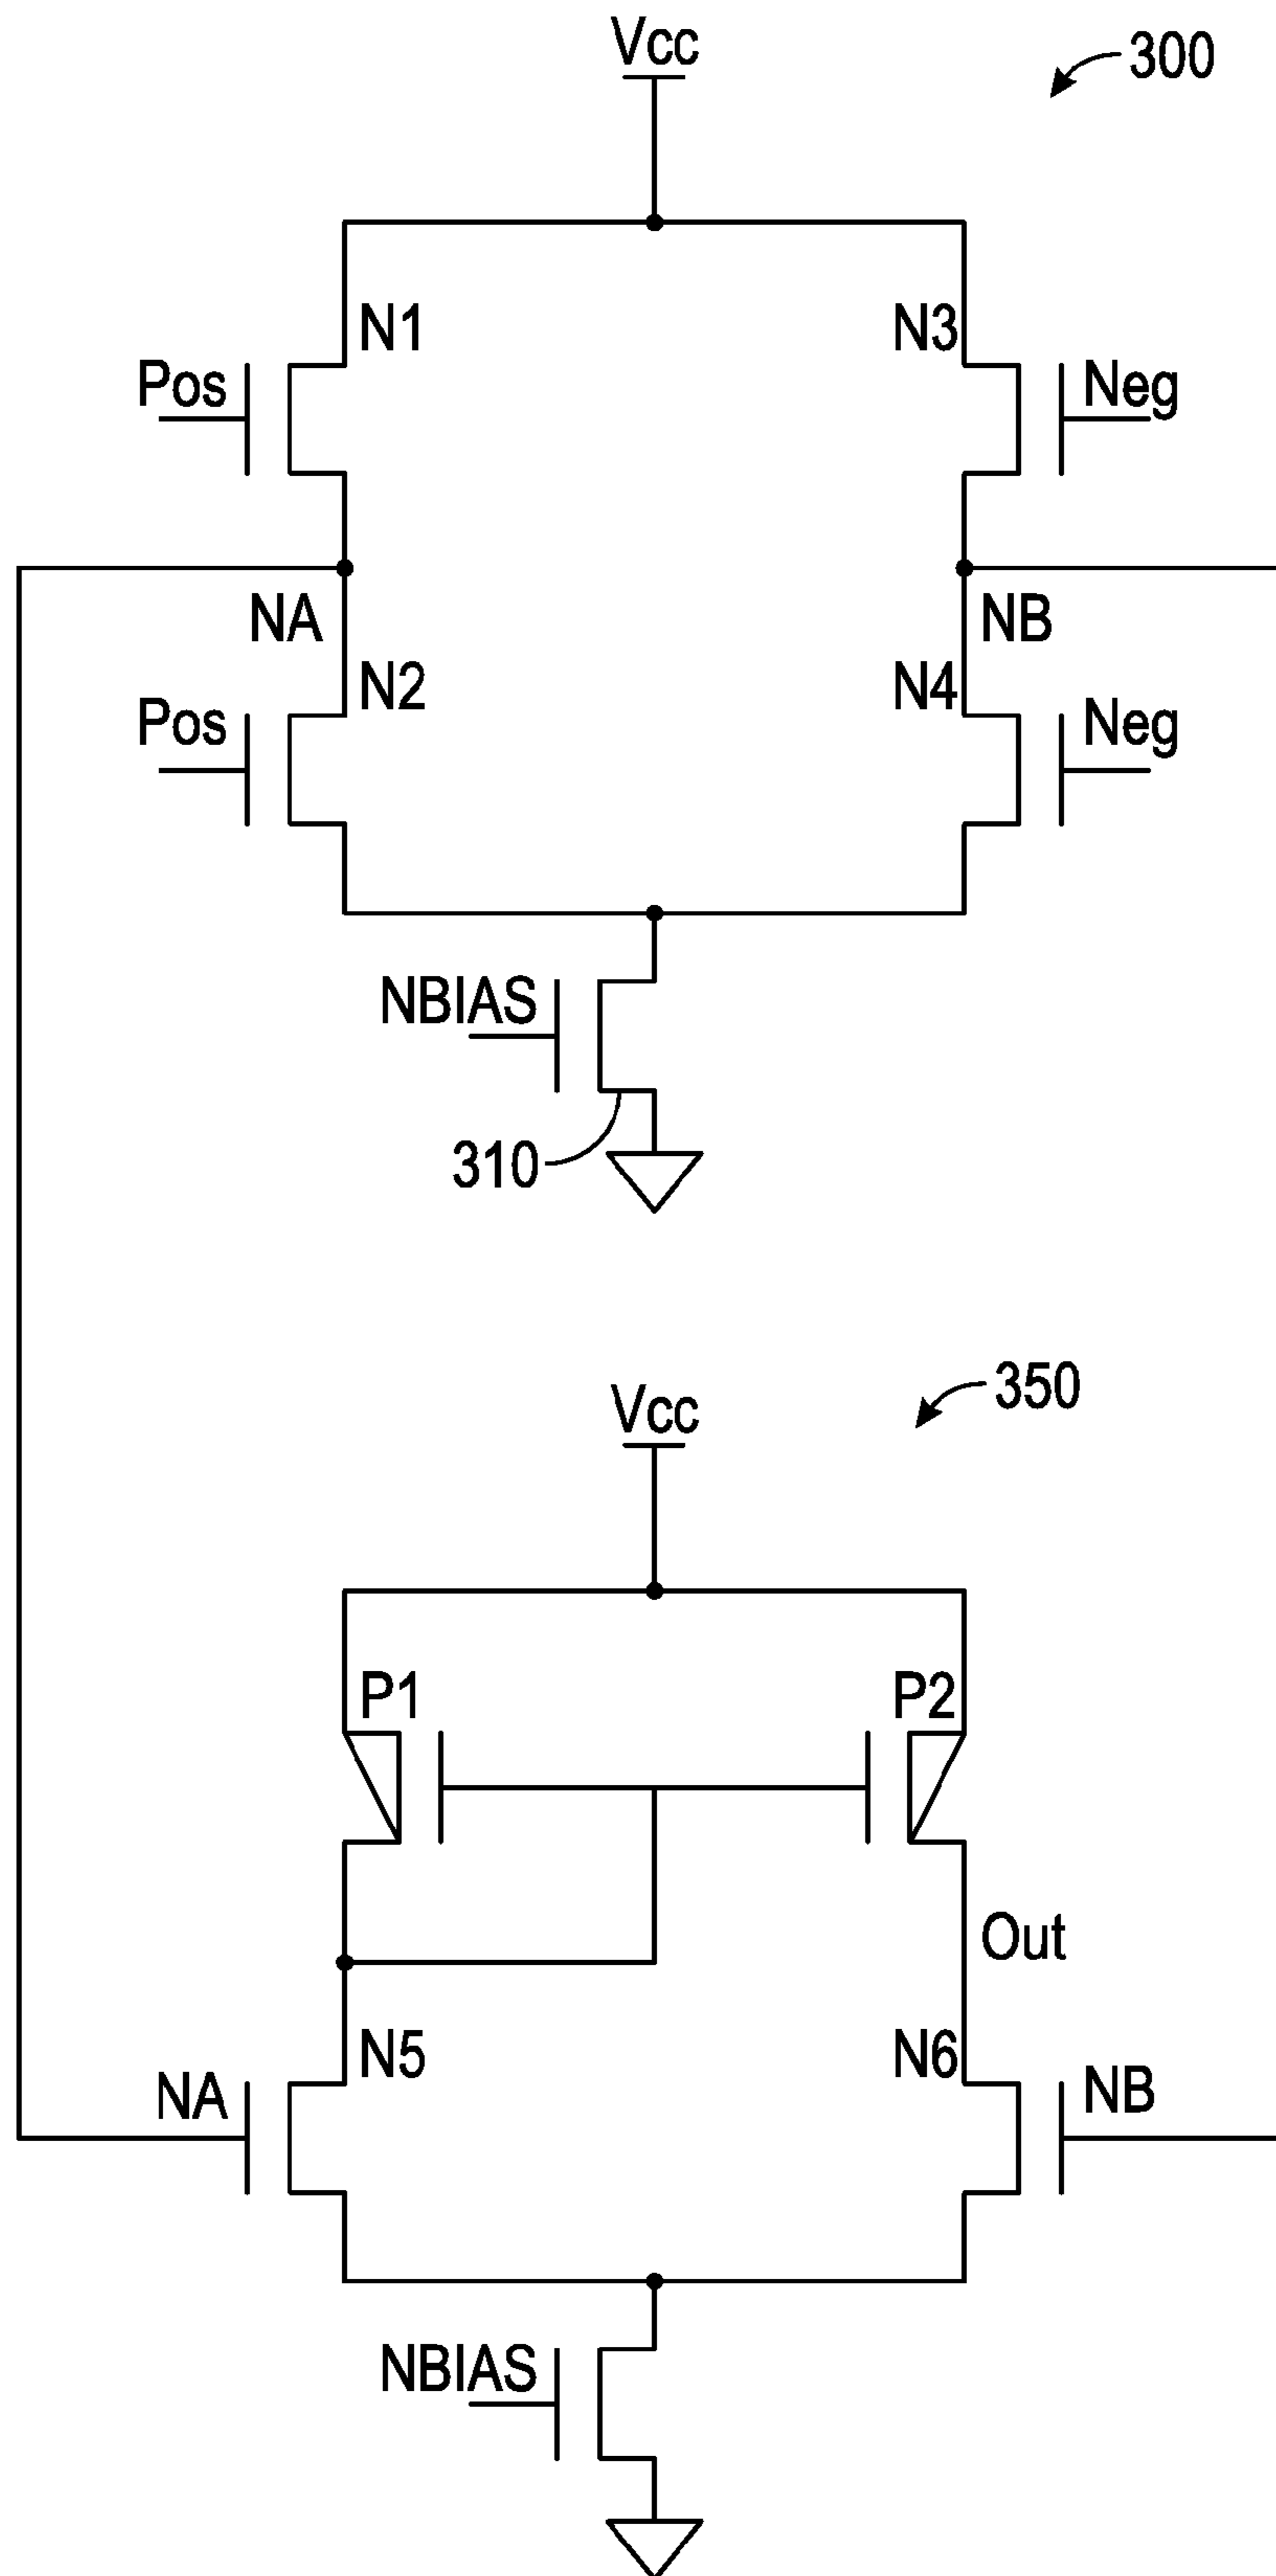 Vcc
300
N1
N3
Pos
Neg
NA
NB
N2
N4
Pos
Neg
NBIAS
310
350
Vcc
P1
P2
Out
N5
N6
NA
NB
NBIAS